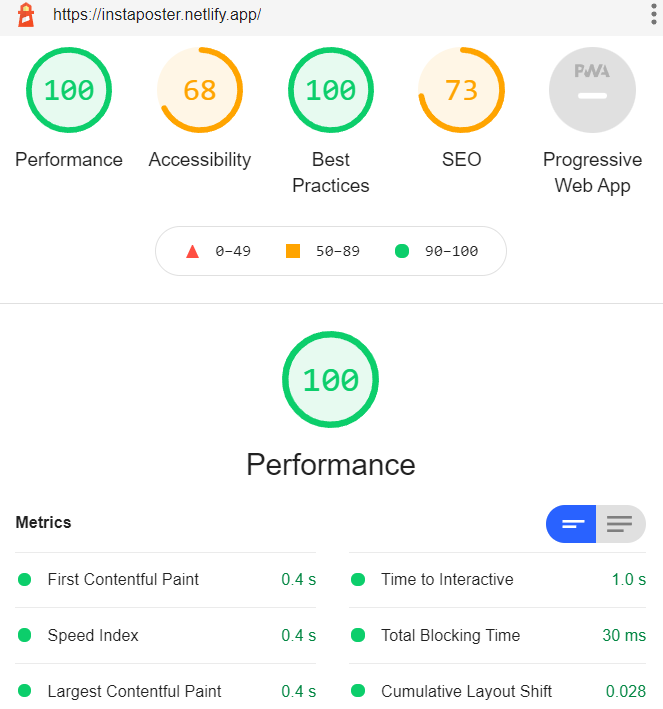 https://instaposter.netlify.app/
100 68 100 73 PWA
Performance Accessibility Best Practices SEO Progressive Web App
0–49 50–89 90–100
100
Performance
Metrics
First Contentful Paint 0.4 s
Time to Interactive 1.0 s
Speed Index 0.4 s
Total Blocking Time 30 ms
Largest Contentful Paint 0.4 s
Cumulative Layout Shift 0.028